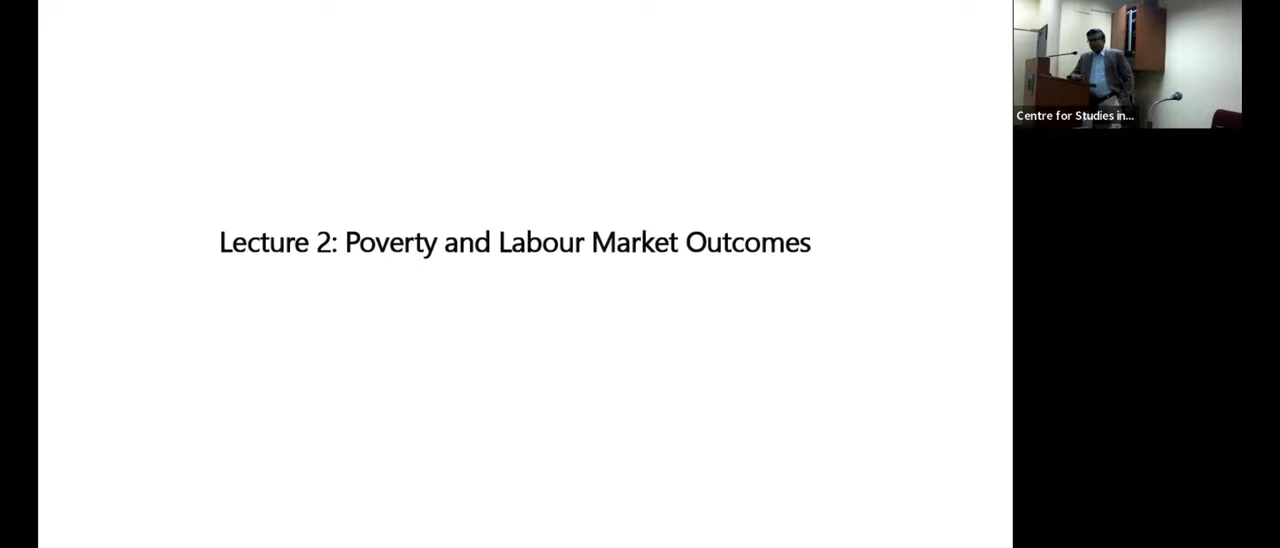 Lecture 2: Poverty and Labour Market Outcomes
Centre for Studies in...